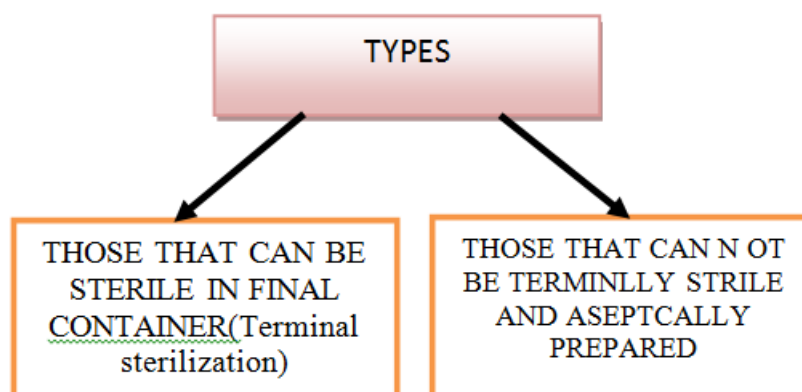 TYPES
THOSE THAT CAN BE
STERILE IN FINAL
CONTAINER(Terminal
sterilization)
THOSE THAT CAN N OT
BE TERMINLLY STRILE
AND ASEPTCALLY
PREPARED